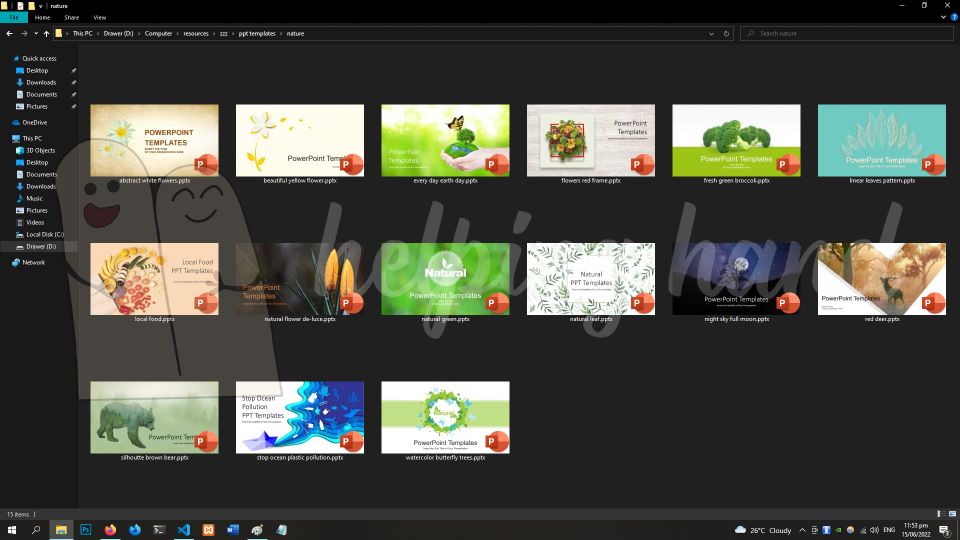 nature
File Home Share View
This PC > Drawer (D:) > Computer > resources > zzz > ppt templates > nature
Search nature
Quick access
Desktop
Downloads
Documents
Pictures
OneDrive
This PC
3D Objects
Desktop
Documents
Downloads
Music
Pictures
Videos
Local Disk (C:)
Drawer (D:)
Network
POWERPOINT
TEMPLATES
abstract white flowers.pptx
PowerPoint Templ
beautiful yellow flower.pptx
PowerPoint
Templates
every day earth day.pptx
PowerPoint
Templates
flowers red frame.pptx
PowerPoint Templates
fresh green broccoli.pptx
PowerPoint Templates
linear leaves pattern.pptx
helping hand
Local Food
PPT Templates
local food.pptx
PowerPoint
Templates
natural flower de-luce.pptx
Natural
PowerPoint Templates
natural green.pptx
Natural
PPT Templates
natural leaf.pptx
PowerPoint Templates
night sky full moon.pptx
PowerPoint Templates
red deer.pptx
PowerPoint Templ
silhoutte brown bear.pptx
Stop Ocean
Pollution
PPT Templates
stop ocean plastic pollution.pptx
Natural
PowerPoint Templates
watercolor butterfly trees.pptx
15 items
26°C Cloudy
ENG
11:53 pm
15/06/2022